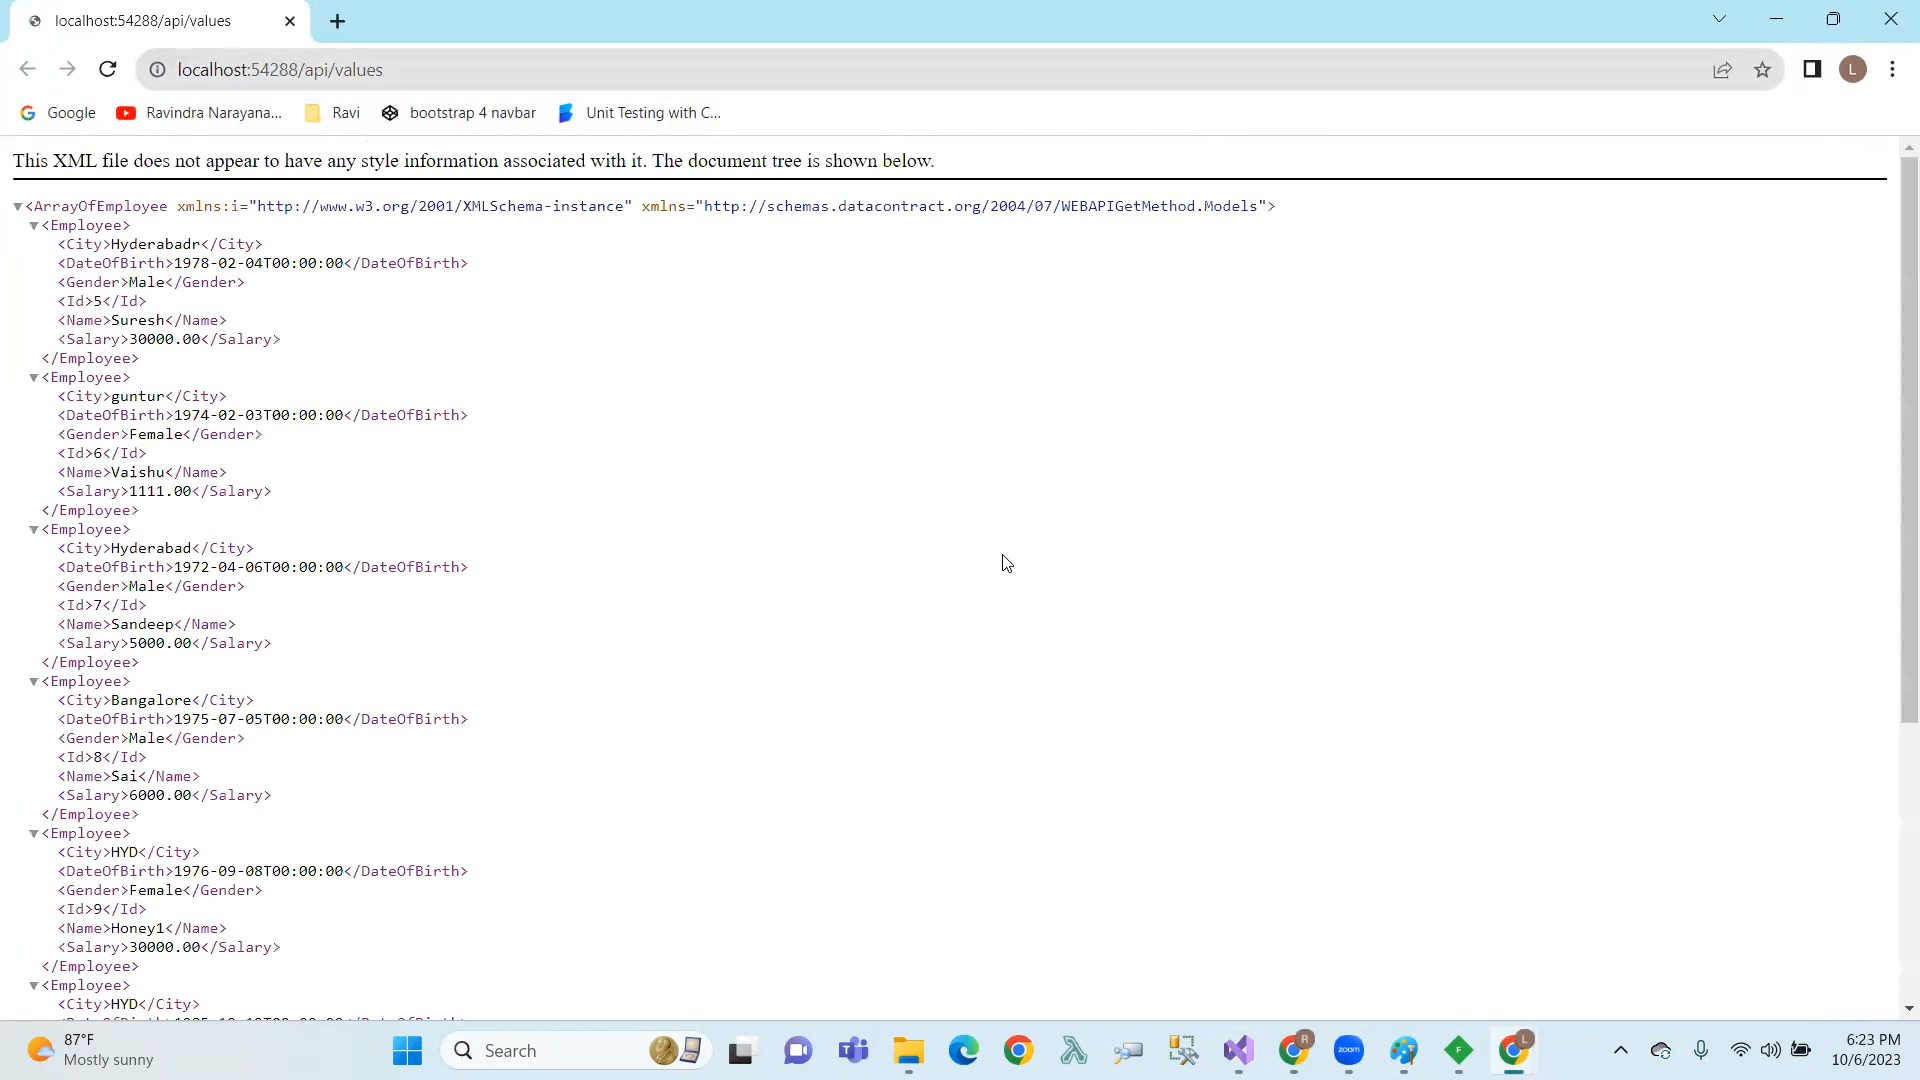 localhost:54288/api/values
localhost:54288/api/values
L
Google
Ravindra Narayana...
Ravi
bootstrap 4 navbar
Unit Testing with C...
This XML file does not appear to have any style information associated with it. The document tree is shown below.
<ArrayOfEmployee xmlns:i="http://www.w3.org/2001/XMLSchema-instance" xmlns="http://schemas.datacontract.org/2004/07/WEBAPIGetMethod.Models">
<Employee>
<City>Hyderabadr</City>
<DateOfBirth>1978-02-04T00:00:00</DateOfBirth>
<Gender>Male</Gender>
<Id>5</Id>
<Name>Suresh</Name>
<Salary>30000.00</Salary>
</Employee>
<Employee>
<City>guntur</City>
<DateOfBirth>1974-02-03T00:00:00</DateOfBirth>
<Gender>Female</Gender>
<Id>6</Id>
<Name>Vaishu</Name>
<Salary>1111.00</Salary>
</Employee>
<Employee>
<City>Hyderabad</City>
<DateOfBirth>1972-04-06T00:00:00</DateOfBirth>
<Gender>Male</Gender>
<Id>7</Id>
<Name>Sandeep</Name>
<Salary>5000.00</Salary>
</Employee>
<Employee>
<City>Bangalore</City>
<DateOfBirth>1975-07-05T00:00:00</DateOfBirth>
<Gender>Male</Gender>
<Id>8</Id>
<Name>Sai</Name>
<Salary>6000.00</Salary>
</Employee>
<Employee>
<City>HYD</City>
<DateOfBirth>1976-09-08T00:00:00</DateOfBirth>
<Gender>Female</Gender>
<Id>9</Id>
<Name>Honey1</Name>
<Salary>30000.00</Salary>
</Employee>
<Employee>
<City>HYD</City>
87°F
Mostly sunny
Search
R
zoom
F
L
6:23 PM
10/6/2023